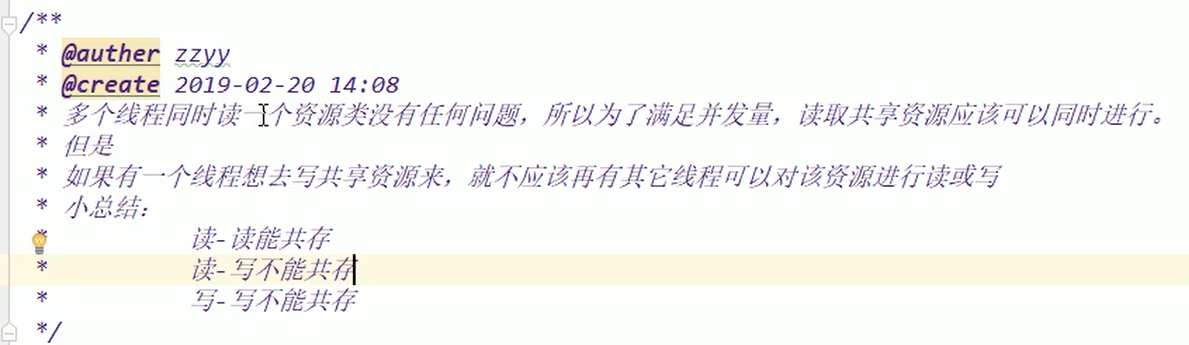 /**
* @auther zzyy
* @create 2019-02-20 14:08
* 多个线程同时读一个资源类没有任何问题，所以为了满足并发量，读取共享资源应该可以同时进行。
* 但是
* 如果有一个线程想去写共享资源来，就不应该再有其它线程可以对该资源进行读或写
* 小总结：
* 读-读能共存
* 读-写不能共存
* 写-写不能共存
*/